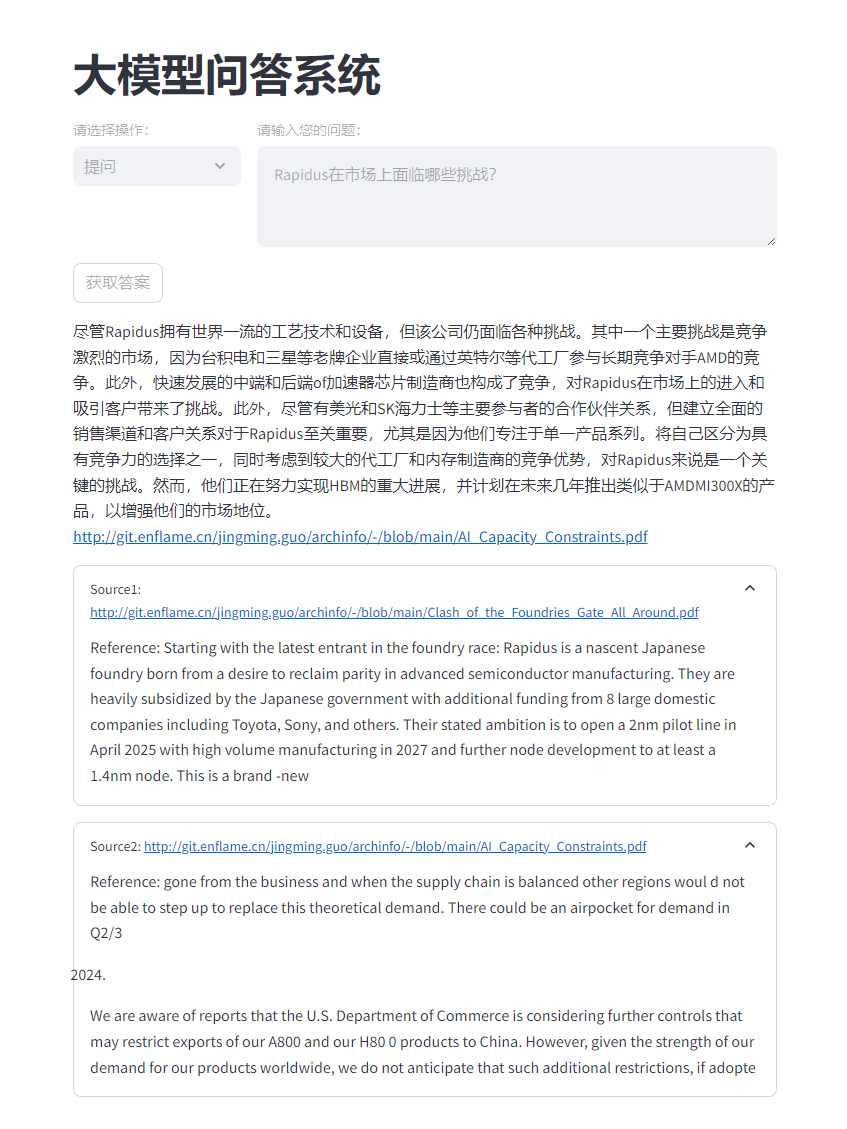 大模型问答系统
请选择操作：
请输入您的问题：
提问
Rapidus在市场上面临哪些挑战？
获取答案
尽管Rapidus拥有世界一流的工艺技术和设备，但该公司仍面临各种挑战。其中一个主要挑战是竞争
激烈的市场，因为台积电和三星等老牌企业直接或通过英特尔等代工厂参与长期竞争对手AMD的竞
争。此外，快速发展的中端和后端of加速器芯片制造商也构成了竞争，对Rapidus在市场上的进入和
吸引客户带来了挑战。此外，尽管有美光和SK海力士等主要参与者的合作伙伴关系，但建立全面的
销售渠道和客户关系对于Rapidus至关重要，尤其是因为他们专注于单一产品系列。将自己区分为具
有竞争力的选择之一，同时考虑到较大的代工厂和内存制造商的竞争优势，对Rapidus来说是一个关
键的挑战。然而，他们正在努力实现HBM的重大进展，并计划在未来几年推出类似于AMDMI300X的产
品，以增强他们的市场地位。
http://git.enflame.cn/jingming.guo/archinfo/-/blob/main/AI_Capacity_Constraints.pdf
Source1:
http://git.enflame.cn/jingming.guo/archinfo/-/blob/main/Clash_of_the_Foundries_Gate_All_Around.pdf
Reference: Starting with the latest entrant in the foundry race: Rapidus is a nascent Japanese
foundry born from a desire to reclaim parity in advanced semiconductor manufacturing. They are
heavily subsidized by the Japanese government with additional funding from 8 large domestic
companies including Toyota, Sony, and others. Their stated ambition is to open a 2nm pilot line in
April 2025 with high volume manufacturing in 2027 and further node development to at least a
1.4nm node. This is a brand -new
Source2: http://git.enflame.cn/jingming.guo/archinfo/-/blob/main/AI_Capacity_Constraints.pdf
Reference: gone from the business and when the supply chain is balanced other regions woul d not
be able to step up to replace this theoretical demand. There could be an airpocket for demand in
Q2/3
2024.
We are aware of reports that the U.S. Department of Commerce is considering further controls that
may restrict exports of our A800 and our H80 0 products to China. However, given the strength of our
demand for our products worldwide, we do not anticipate that such additional restrictions, if adopte